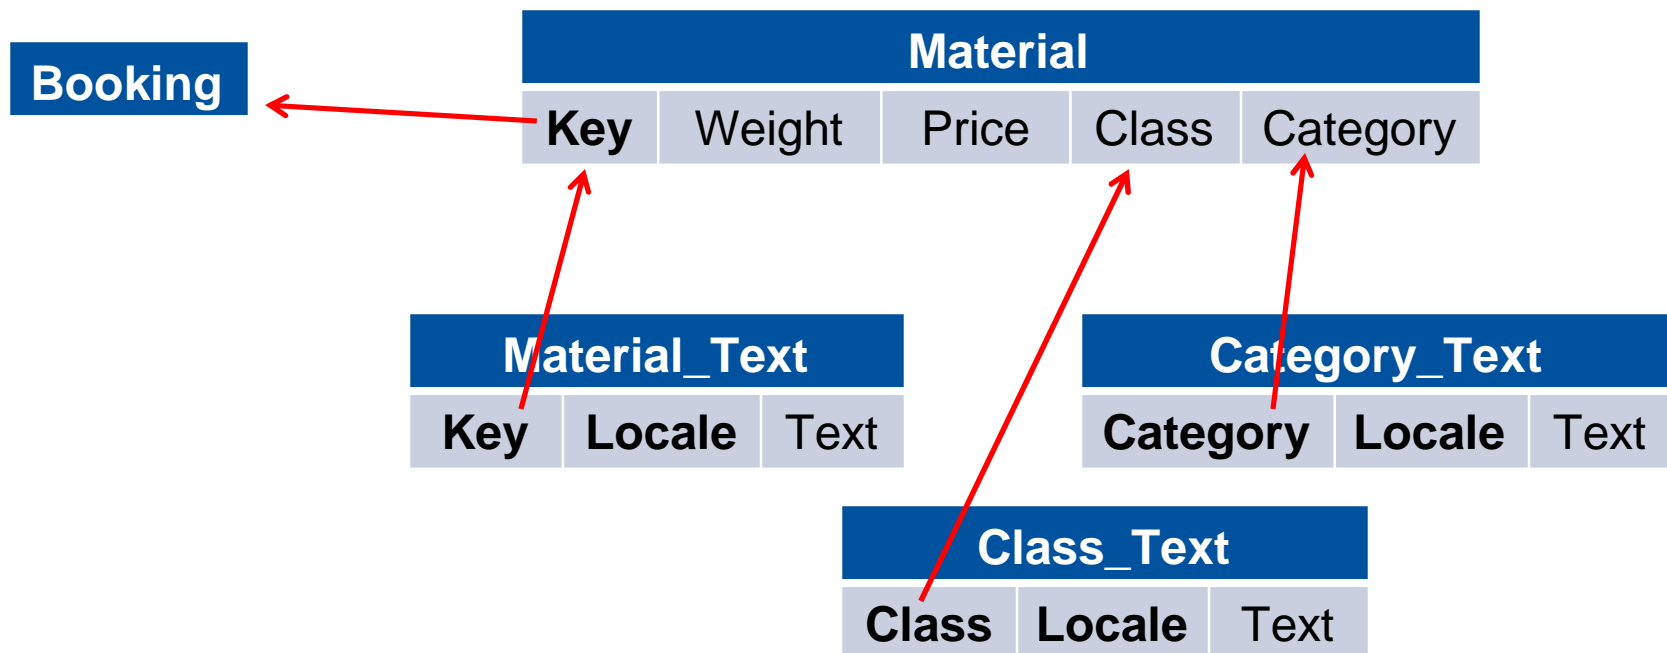 Material
Booking
Key Weight Price Class Category
Material_Text
Category_Text
Key Locale Text
Category Locale Text
Class_Text
Class Locale Text